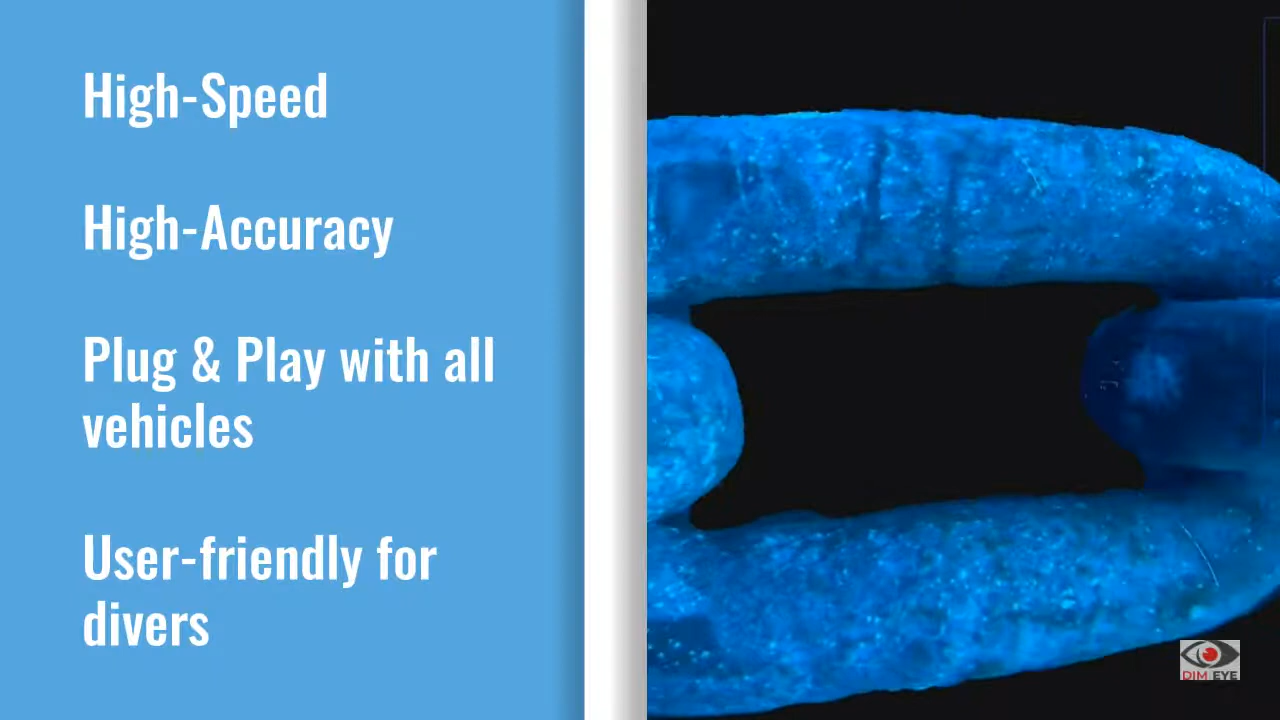 High-Speed
High-Accuracy
Plug & Play with all
vehicles
User-friendly for
divers
DIM EYE